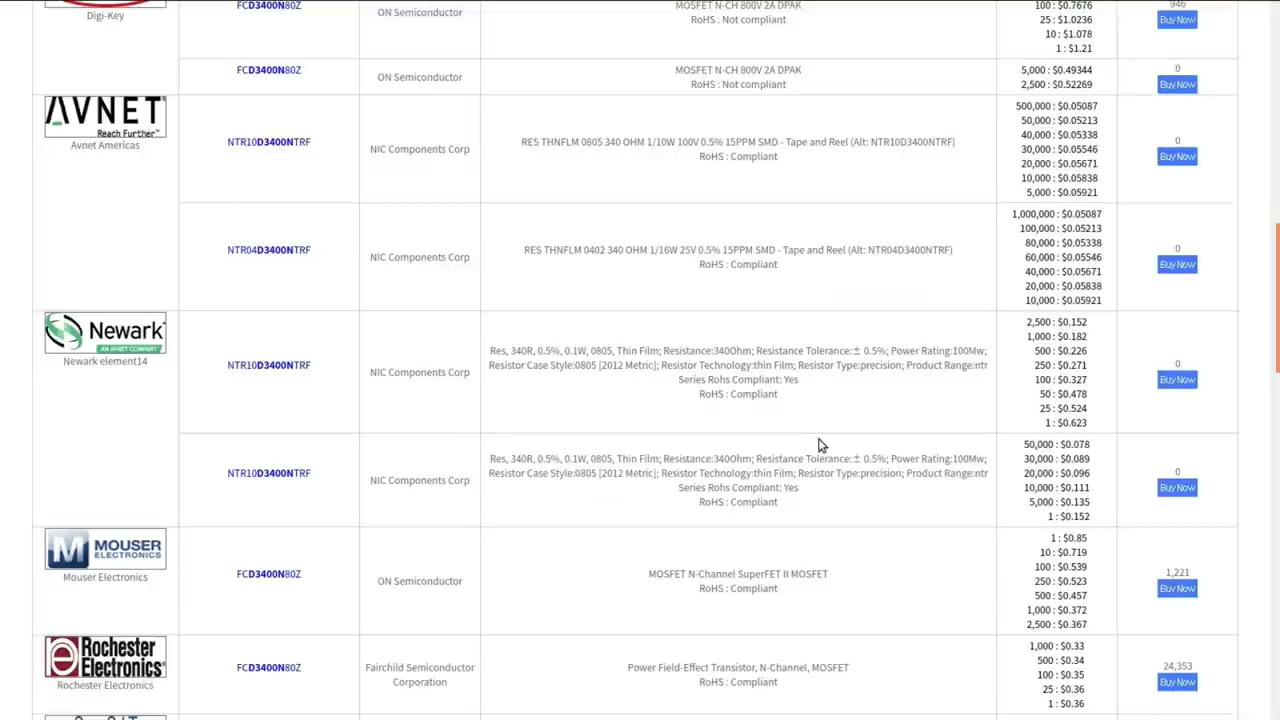 Digi-Key
FCD3400N80Z
ON Semiconductor
MOSFET N-CH 800V 2A DPAK
RoHS : Not compliant
100 : $0.7676
25 : $1.0236
10 : $1.078
1 : $1.21
946
Buy Now
FCD3400N80Z
ON Semiconductor
MOSFET N-CH 800V 2A DPAK
RoHS : Not compliant
5,000 : $0.49344
2,500 : $0.52269
0
Buy Now
AVNET
Reach Further™
Avnet Americas
NTR10D3400NTRF
NIC Components Corp
RES THNFLM 0805 340 OHM 1/10W 100V 0.5% 15PPM SMD - Tape and Reel (Alt: NTR10D3400NTRF)
RoHS : Compliant
500,000 : $0.05087
50,000 : $0.05213
40,000 : $0.05338
30,000 : $0.05546
20,000 : $0.05671
10,000 : $0.05838
5,000 : $0.05921
0
Buy Now
NTR04D3400NTRF
NIC Components Corp
RES THNFLM 0402 340 OHM 1/16W 25V 0.5% 15PPM SMD - Tape and Reel (Alt: NTR04D3400NTRF)
RoHS : Compliant
1,000,000 : $0.05087
100,000 : $0.05213
80,000 : $0.05338
60,000 : $0.05546
40,000 : $0.05671
20,000 : $0.05838
10,000 : $0.05921
0
Buy Now
Newark
AN AVNET COMPANY
Newark element14
NTR10D3400NTRF
NIC Components Corp
Res, 340R, 0.5%, 0.1W, 0805, Thin Film; Resistance:340Ohm; Resistance Tolerance:± 0.5%; Power Rating:100Mw;
Resistor Case Style:0805 [2012 Metric]; Resistor Technology:thin Film; Resistor Type:precision; Product Range:ntr
Series Rohs Compliant: Yes
RoHS : Compliant
2,500 : $0.152
1,000 : $0.182
500 : $0.226
250 : $0.271
100 : $0.327
50 : $0.478
25 : $0.524
1 : $0.623
0
Buy Now
NTR10D3400NTRF
NIC Components Corp
Res, 340R, 0.5%, 0.1W, 0805, Thin Film; Resistance:340Ohm; Resistance Tolerance:± 0.5%; Power Rating:100Mw;
Resistor Case Style:0805 [2012 Metric]; Resistor Technology:thin Film; Resistor Type:precision; Product Range:ntr
Series Rohs Compliant: Yes
RoHS : Compliant
50,000 : $0.078
30,000 : $0.089
20,000 : $0.096
10,000 : $0.111
5,000 : $0.135
1 : $0.152
0
Buy Now
M MOUSER
ELECTRONICS
Mouser Electronics
FCD3400N80Z
ON Semiconductor
MOSFET N-Channel SuperFET II MOSFET
RoHS : Compliant
1 : $0.85
10 : $0.719
100 : $0.539
250 : $0.523
500 : $0.457
1,000 : $0.372
2,500 : $0.367
1,221
Buy Now
Rochester
Electronics
Rochester Electronics
FCD3400N80Z
Fairchild Semiconductor
Corporation
Power Field-Effect Transistor, N-Channel, MOSFET
RoHS : Compliant
1,000 : $0.33
500 : $0.34
100 : $0.35
25 : $0.36
1 : $0.36
24,353
Buy Now